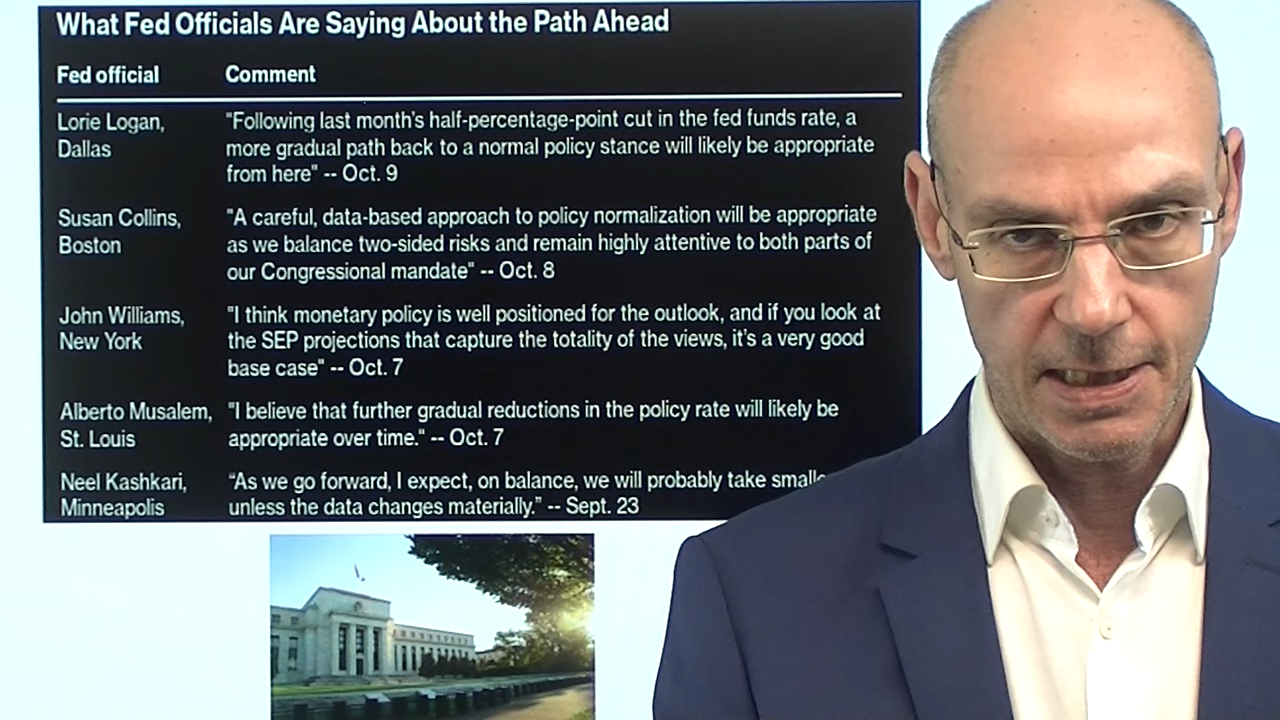 What Fed Officials Are Saying About the Path Ahead
Fed official Comment
Lorie Logan, "Following last month's half-percentage-point cut in the fed funds rate, a
Dallas more gradual path back to a normal policy stance will likely be appropriate
from here" -- Oct. 9
Susan Collins, "A careful, data-based approach to policy normalization will be appropriate
Boston as we balance two-sided risks and remain highly attentive to both parts of
our Congressional mandate" -- Oct. 8
John Williams, "I think monetary policy is well positioned for the outlook, and if you look at
New York the SEP projections that capture the totality of the views, it's a very good
base case" -- Oct. 7
Alberto Musalem, "I believe that further gradual reductions in the policy rate will likely be
St. Louis appropriate over time." -- Oct. 7
Neel Kashkari, "As we go forward, I expect, on balance, we will probably take
Minneapolis unless the data changes materially." -- Sept. 23